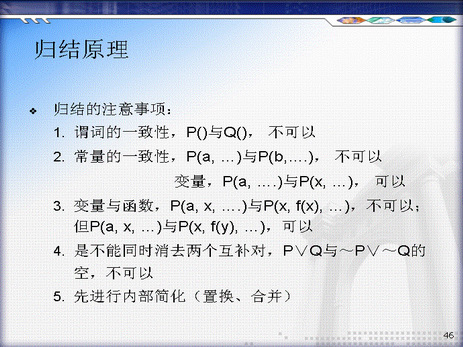 归结原理
❖ 归结的注意事项：
1. 谓词的一致性，P()与Q()， 不可以
2. 常量的一致性，P(a, …)与P(b,….)， 不可以
变量，P(a, ….)与P(x, …)， 可以
3. 变量与函数，P(a, x, ….)与P(x, f(x), …)，不可以；
但P(a, x, …)与P(x, f(y), …)，可以
4. 是不能同时消去两个互补对，P∨Q与～P∨～Q的
空，不可以
5. 先进行内部简化（置换、合并）
46